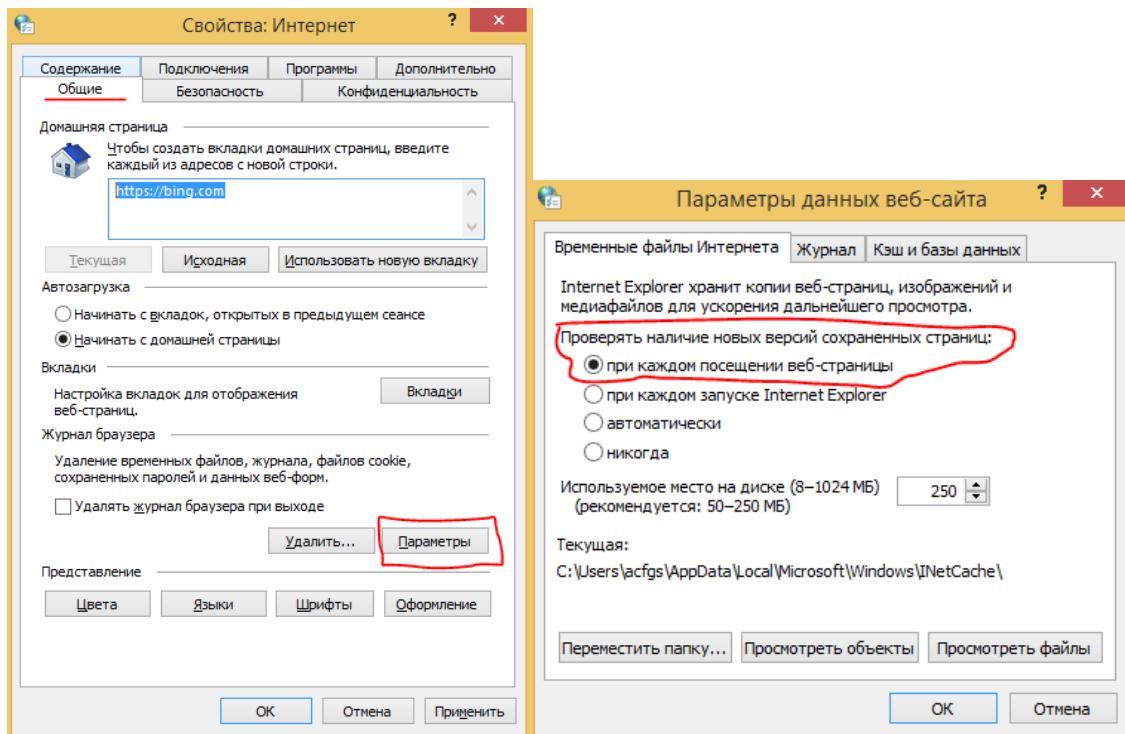 Свойства: Интернет
?
Содержание
Подключения
Программы
Дополнительно
Общие
Безопасность
Конфиденциальность
Домашняя страница
Чтобы создать вкладки домашних страниц, введите
каждый из адресов с новой строки.
https://bing.com
Текущая
Исходная
Использовать новую вкладку
Автозагрузка
Начинать с вкладок, открытых в предыдущем сеансе
Начинать с домашней страницы
Вкладки
Настройка вкладок для отображения
веб-страниц.
Вкладки
Журнал браузера
Удаление временных файлов, журнала, файлов cookie,
сохраненных паролей и данных веб-форм.
Удалять журнал браузера при выходе
Удалить...
Параметры
Представление
Цвета
Языки
Шрифты
Оформление
ОК
Отмена
Применить
Параметры данных веб-сайта
?
Временные файлы Интернета
Журнал
Кэш и базы данных
Internet Explorer хранит копии веб-страниц, изображений и
медиафайлов для ускорения дальнейшего просмотра.
Проверять наличие новых версий сохраненных страниц:
при каждом посещении веб-страницы
при каждом запуске Internet Explorer
автоматически
никогда
Используемое место на диске (8–1024 МБ)
(рекомендуется: 50–250 МБ)
250
Текущая:
C:\Users\acfgs\AppData\Local\Microsoft\Windows\INetCache\
Переместить папку...
Просмотреть объекты
Просмотреть файлы
ОК
Отмена